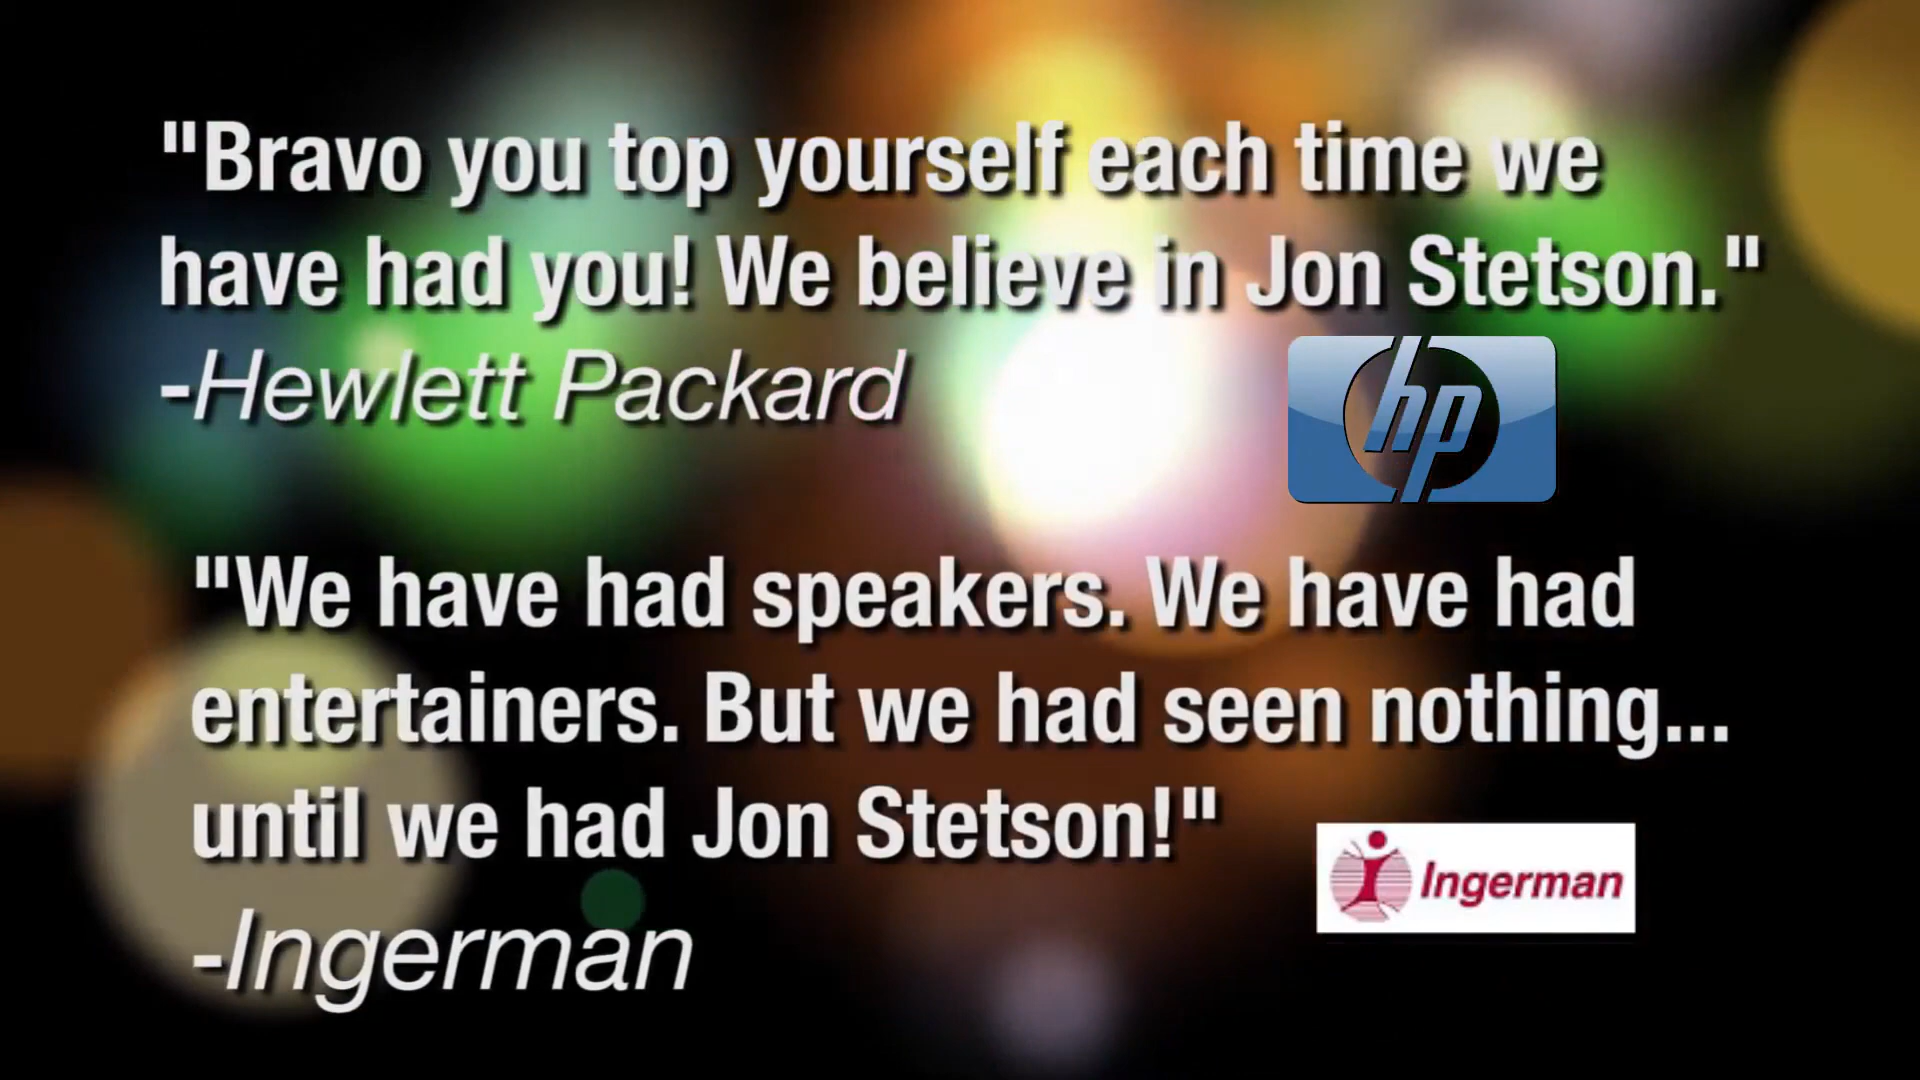 "Bravo you top yourself each time we
have had you! We believe in Jon Stetson."
-Hewlett Packard
hp
"We have had speakers. We have had
entertainers. But we had seen nothing...
until we had Jon Stetson!"
Ingerman
-Ingerman